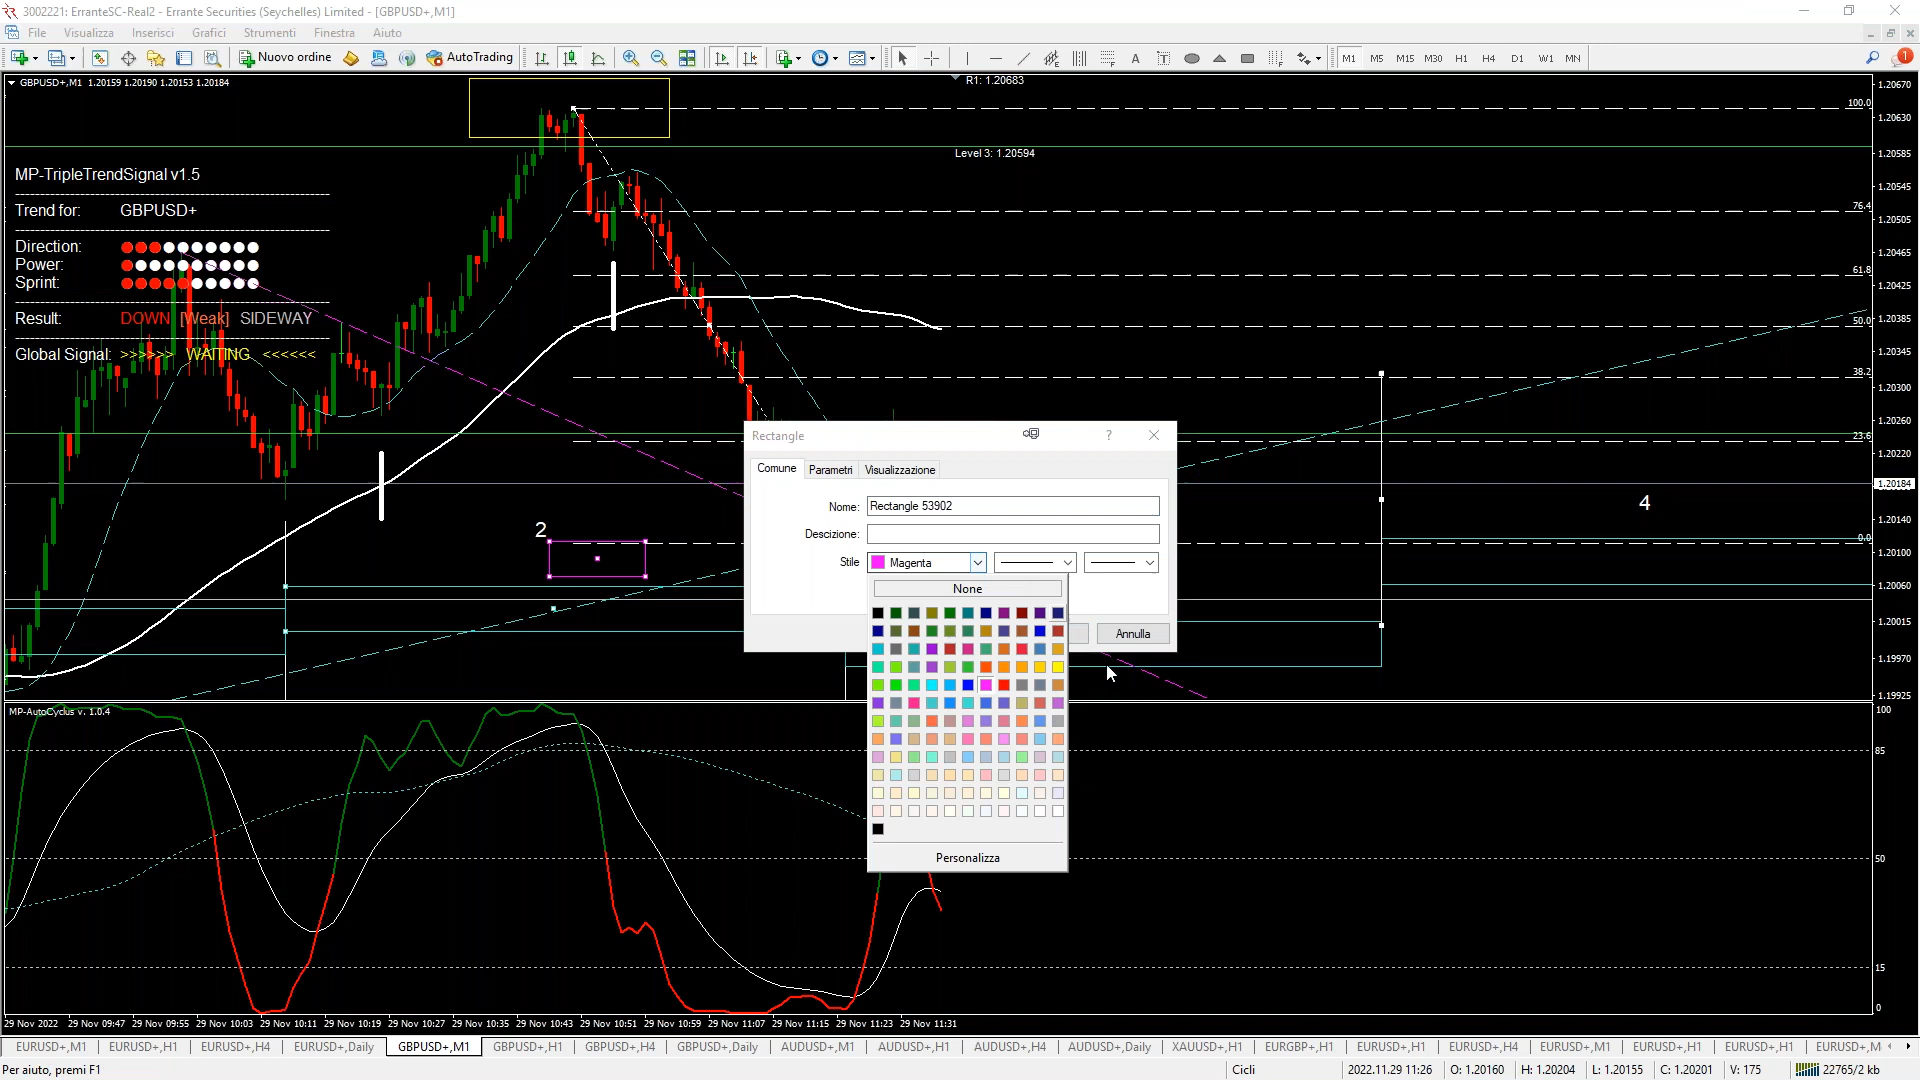 3002221: ErranteSC-Real2 - Errante Securities (Seychelles) Limited - [GBPUSD+,M1]
File Visualizza Inserisci Grafici Strumenti Finestra Aiuto
Nuovo ordine AutoTrading A T M1 M5 M15 M30 H1 H4 D1 W1 MN 1
GBPUSD+,M1 1.20159 1.20190 1.20153 1.20184
R1: 1.20683
1.20670
100.0
1.20630
Level 3: 1.20594
1.20585
MP-TripleTrendSignal v1.5
1.20545
Trend for: GBPUSD+
76.4
1.20505
Direction:
1.20465
Power:
61.8
Sprint:
1.20425
Result: DOWN [Weak] SIDEWAY
1.20385
50.0
Global Signal: >>>>>> WAITING <<<<<<
1.20345
38.2
1.20300
1.20260
23.6
1.20220
1.20184
4
1.20140
2
0.0
1.20100
1.20060
1.20015
1.19970
1.19925
Rectangle ?
Comune Parametri Visualizzazione
Nome: Rectangle 53902
Descizione:
Stile Magenta
None
Annulla
Personalizza
MP-AutoCyclus v. 1.0.4
100
85
50
15
0
29 Nov 2022 29 Nov 09:47 29 Nov 09:55 29 Nov 10:03 29 Nov 10:11 29 Nov 10:19 29 Nov 10:27 29 Nov 10:35 29 Nov 10:43 29 Nov 10:51 29 Nov 10:59 29 Nov 11:07 29 Nov 11:15 29 Nov 11:23 29 Nov 11:31
EURUSD+,M1 EURUSD+,H1 EURUSD+,H4 EURUSD+,Daily GBPUSD+,M1 GBPUSD+,H1 GBPUSD+,H4 GBPUSD+,Daily AUDUSD+,M1 AUDUSD+,H1 AUDUSD+,H4 AUDUSD+,Daily XAUUSD+,H1 EURGBP+,H1 EURUSD+,H1 EURUSD+,H4 EURUSD+,M1 EURUSD+,H1 EURUSD+,H1 EURUSD+,M
Per aiuto, premi F1 Cicli 2022.11.29 11:26 O: 1.20160 H: 1.20204 L: 1.20155 C: 1.20201 V: 175 22765/2 kb